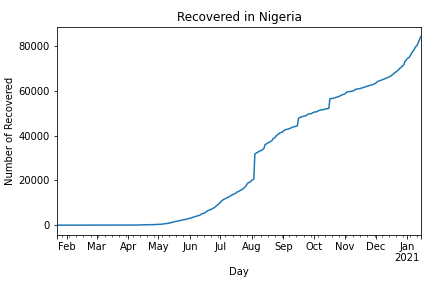 Recovered in Nigeria
Number of Recovered
80000
60000
40000
20000
0
Feb Mar Apr May Jun Jul Aug Sep Oct Nov Dec Jan
2021
Day